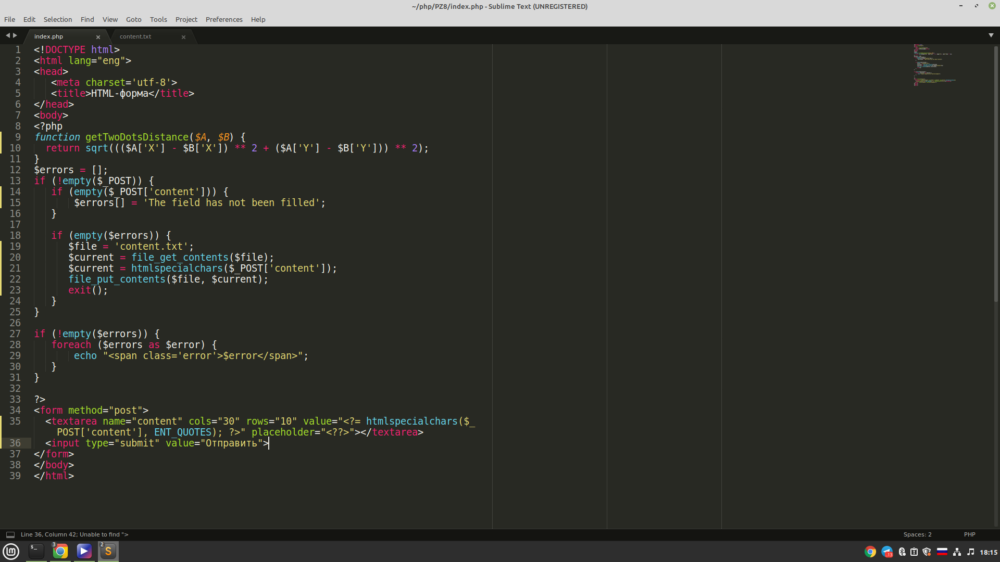 ~/php/PZ8/index.php - Sublime Text (UNREGISTERED)
File Edit Selection Find View Goto Tools Project Preferences Help
index.php content.txt
1 <!DOCTYPE html>
2 <html lang="eng">
3 <head>
4 <meta charset='utf-8'>
5 <title>HTML-форма</title>
6 </head>
7 <body>
8 <?php
9 function getTwoDotsDistance($A, $B) {
10 return sqrt((($A['X'] - $B['X']) ** 2 + ($A['Y'] - $B['Y'])) ** 2);
11 }
12 $errors = [];
13 if (!empty($_POST)) {
14 if (empty($_POST['content'])) {
15 $errors[] = 'The field has not been filled';
16 }
17
18 if (empty($errors)) {
19 $file = 'content.txt';
20 $current = file_get_contents($file);
21 $current = htmlspecialchars($_POST['content']);
22 file_put_contents($file, $current);
23 exit();
24 }
25 }
26
27 if (!empty($errors)) {
28 foreach ($errors as $error) {
29 echo "<span class='error'>$error</span>";
30 }
31 }
32
33 ?>
34 <form method="post">
35 <textarea name="content" cols="30" rows="10" value="<?= htmlspecialchars($_
POST['content'], ENT_QUOTES); ?>" placeholder="<??>"></textarea>
36 <input type="submit" value="Отправить">
37 </form>
38 </body>
39 </html>
Line 36, Column 42; Unable to find ">
Spaces: 2 PHP
$_ 3 2 S 13 18:15